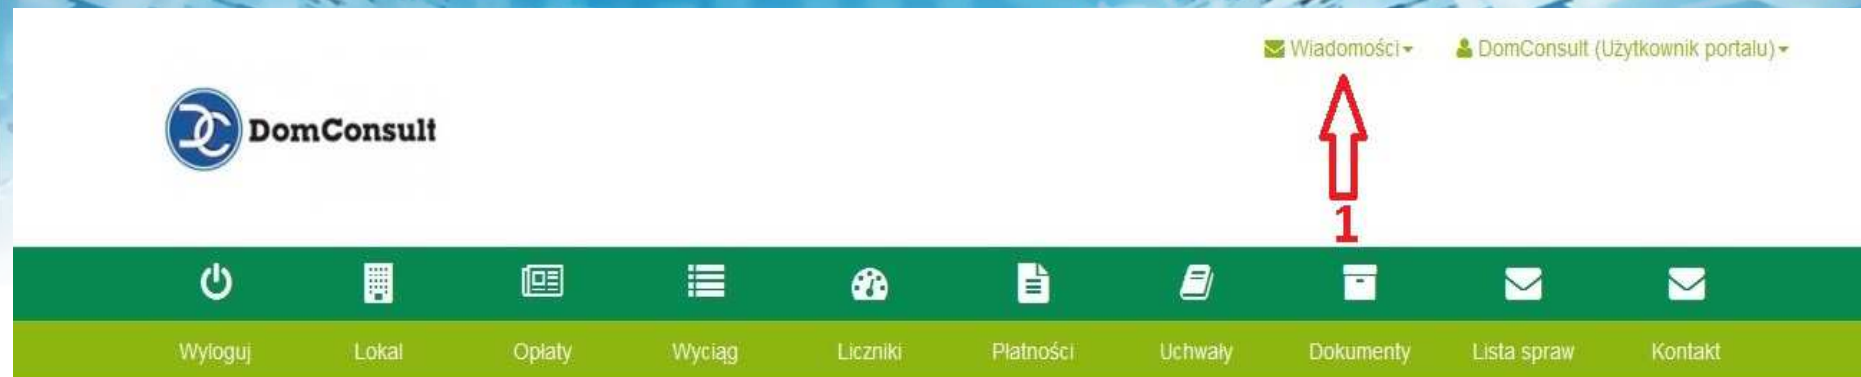 Wiadomości
DomConsult (Użytkownik portalu)
DomConsult
1
Wyloguj Lokal Opłaty Wyciąg Liczniki Płatności Uchwały Dokumenty Lista spraw Kontakt